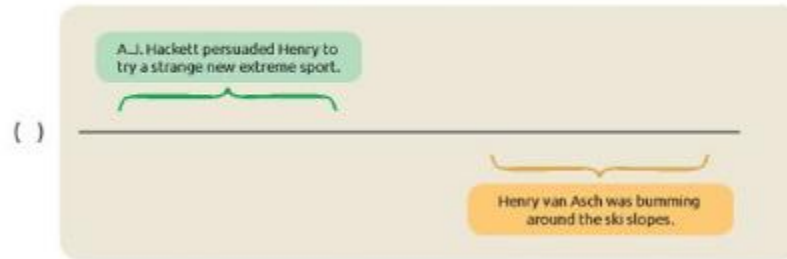 A.J. Hackett persuaded Henry to
try a strange new extreme sport.
( )
Henry van Asch was bumming
around the ski slopes.